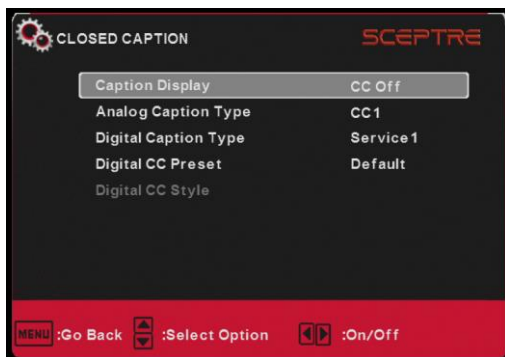 CLOSED CAPTION SCEPTRE
Caption Display CC Off
Analog Caption Type CC1
Digital Caption Type Service1
Digital CC Preset Default
Digital CC Style
MENU :Go Back :Select Option :On/Off